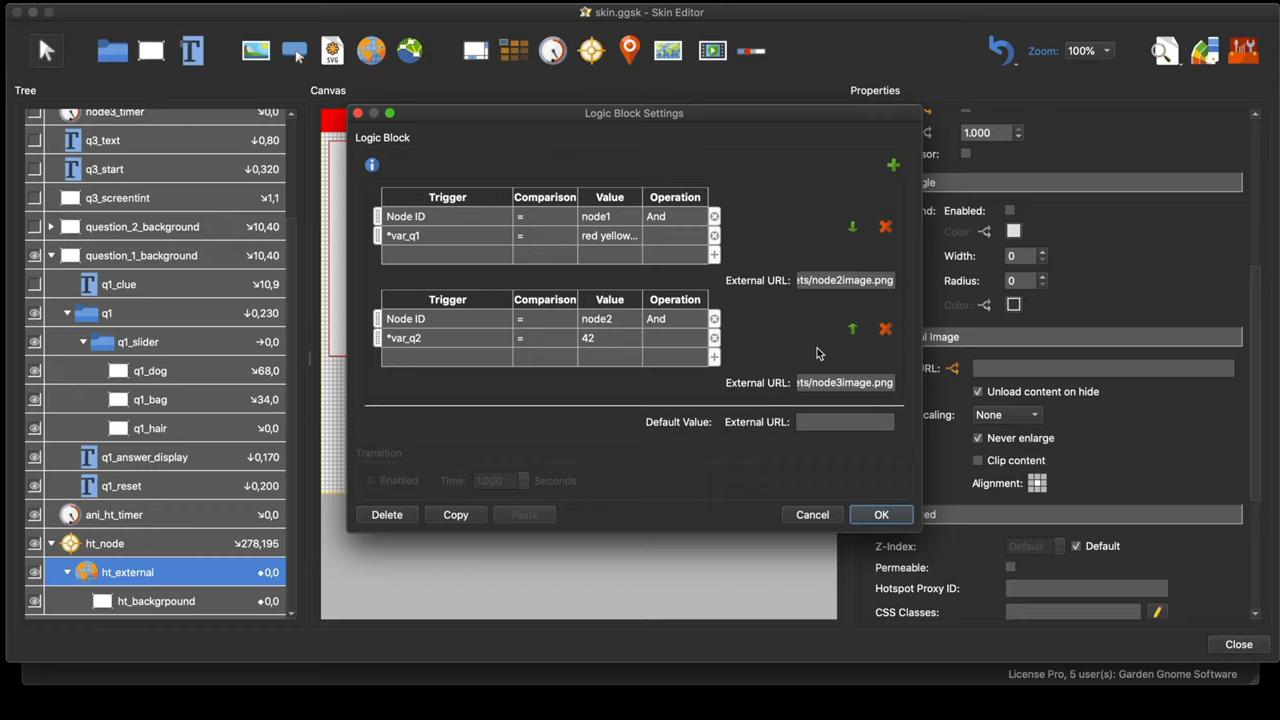 skin.ggsk - Skin Editor
SVG
Zoom: 100%
Tree
Canvas
Properties
node3_timer ↘0,0
q3_text ↓0,80
q3_start ↓0,320
q3_screentint ↘1,1
question_2_background ↘10,40
question_1_background ↘10,40
q1_clue ↘10,9
q1 ↓0,230
q1_slider →0,0
q1_dog ↘68,0
q1_bag ↘34,0
q1_hair ↘0,0
q1_answer_display ↓0,170
q1_reset ↓0,200
ani_ht_timer ↘0,0
ht_node ↘278,195
ht_external ◆0,0
ht_backgrpound ◆0,0
Logic Block Settings
Logic Block
Trigger Comparison Value Operation
Node ID = node1 And
*var_q1 = red yellow...
External URL: ets/node2image.png
Trigger Comparison Value Operation
Node ID = node2 And
*var_q2 = 42
External URL: ets/node3image.png
Default Value: External URL:
Transition
Enabled Time: 1.000 Seconds
Delete Copy Paste Cancel OK
1.000
sor:
gle
nd: Enabled:
Color:
Width: 0
Radius: 0
Color:
al Image
RL:
Unload content on hide
caling: None
Never enlarge
Clip content
Alignment:
ed
Z-Index: Default Default
Permeable:
Hotspot Proxy ID:
CSS Classes:
Close
License Pro, 5 user(s): Garden Gnome Software